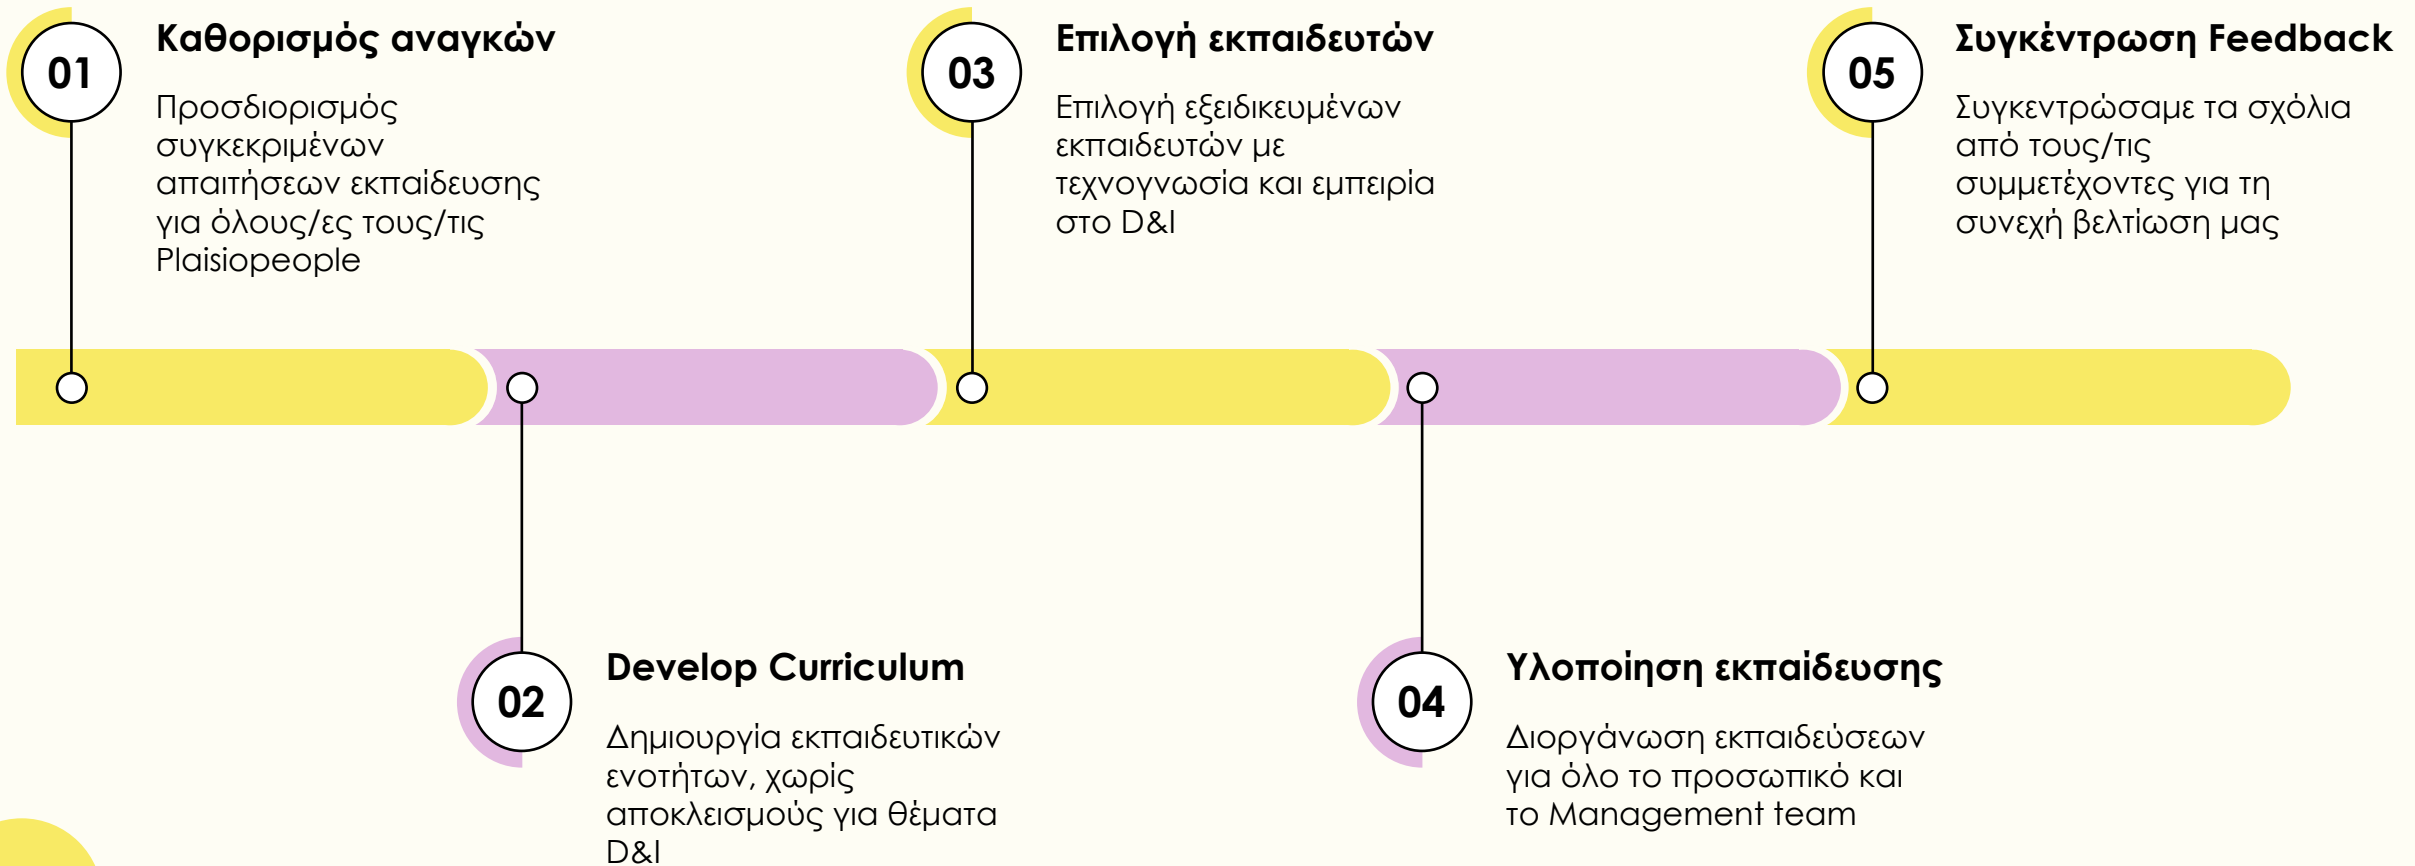 01
Καθορισμός αναγκών
Προσδιορισμός
συγκεκριμένων
απαιτήσεων εκπαίδευσης
για όλους/ες τους/τις
Plaisiopeople
02
Develop Curriculum
Δημιουργία εκπαιδευτικών
ενοτήτων, χωρίς
αποκλεισμούς για θέματα
D&I
03
Επιλογή εκπαιδευτών
Επιλογή εξειδικευμένων
εκπαιδευτών με
τεχνογνωσία και εμπειρία
στο D&I
04
Υλοποίηση εκπαίδευσης
Διοργάνωση εκπαιδεύσεων
για όλο το προσωπικό και
το Management team
05
Συγκέντρωση Feedback
Συγκεντρώσαμε τα σχόλια
από τους/τις
συμμετέχοντες για τη
συνεχή βελτίωση μας